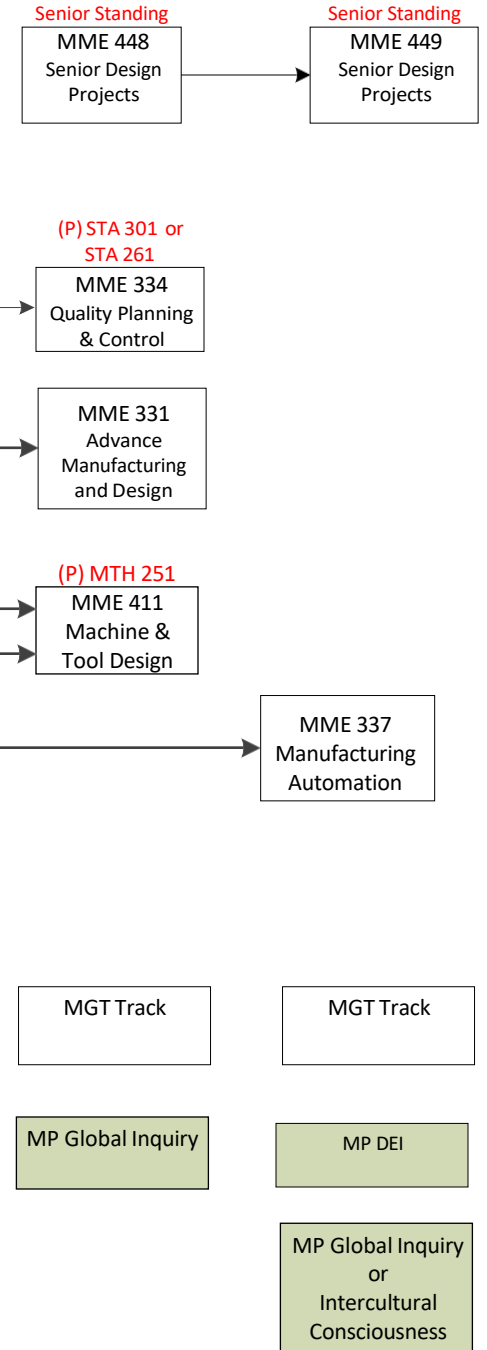 Senior Standing
MME 448
Senior Design
Projects
Senior Standing
MME 449
Senior Design
Projects
(P) STA 301 or
STA 261
MME 334
Quality Planning
& Control
MME 331
Advance
Manufacturing
and Design
(P) MTH 251
MME 411
Machine &
Tool Design
MME 337
Manufacturing
Automation
MGT Track
MGT Track
MP Global Inquiry
MP DEI
MP Global Inquiry
or
Intercultural
Consciousness